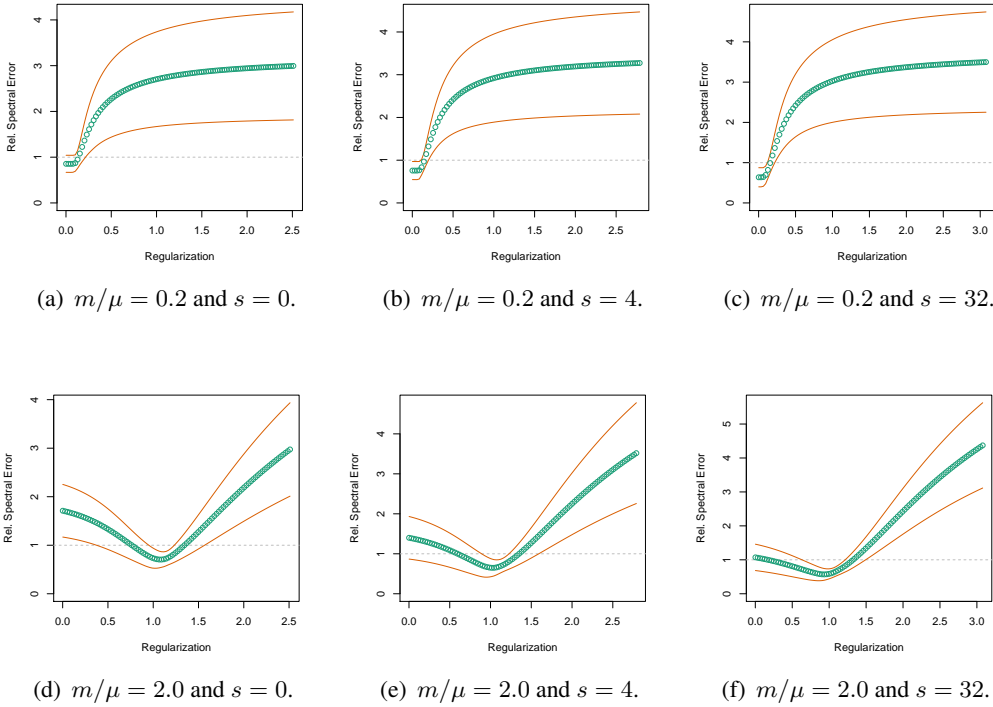 Rel. Spectral Error
0 1 2 3 4
0.0 0.5 1.0 1.5 2.0 2.5
Regularization
(a) m/μ = 0.2 and s = 0.
Rel. Spectral Error
0 1 2 3 4
0.0 0.5 1.0 1.5 2.0 2.5
Regularization
(b) m/μ = 0.2 and s = 4.
Rel. Spectral Error
0 1 2 3 4
0.0 0.5 1.0 1.5 2.0 2.5 3.0
Regularization
(c) m/μ = 0.2 and s = 32.
Rel. Spectral Error
0 1 2 3 4
0.0 0.5 1.0 1.5 2.0 2.5
Regularization
(d) m/μ = 2.0 and s = 0.
Rel. Spectral Error
0 1 2 3 4
0.0 0.5 1.0 1.5 2.0 2.5
Regularization
(e) m/μ = 2.0 and s = 4.
Rel. Spectral Error
0 1 2 3 4 5
0.0 0.5 1.0 1.5 2.0 2.5 3.0
Regularization
(f) m/μ = 2.0 and s = 32.